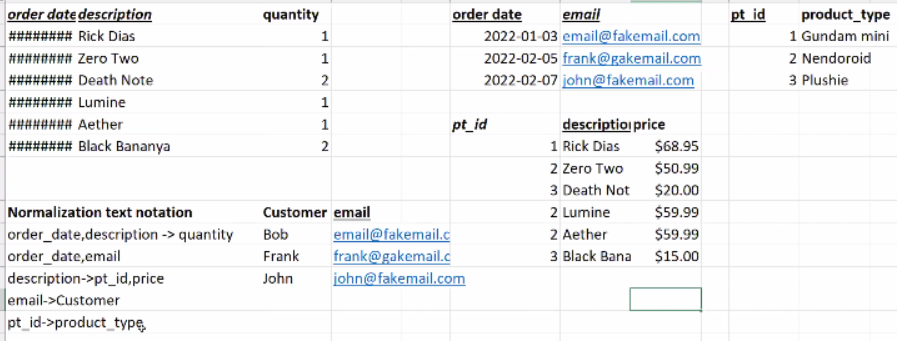 order date description quantity order date email pt_id product_type
######## Rick Dias 1 2022-01-03 email@fakemail.com 1 Gundam mini
######## Zero Two 1 2022-02-05 frank@gakemail.com 2 Nendoroid
######## Death Note 2 2022-02-07 john@fakemail.com 3 Plushie
######## Lumine 1
######## Aether 1 pt_id description price
######## Black Bananya 2 1 Rick Dias $68.95
2 Zero Two $50.99
3 Death Not $20.00
Normalization text notation Customer email 2 Lumine $59.99
order_date,description -> quantity Bob email@fakemail.c 2 Aether $59.99
order_date,email Frank frank@gakemail.c 3 Black Bana $15.00
description->pt_id,price John john@fakemail.com
email->Customer
pt_id->product_type